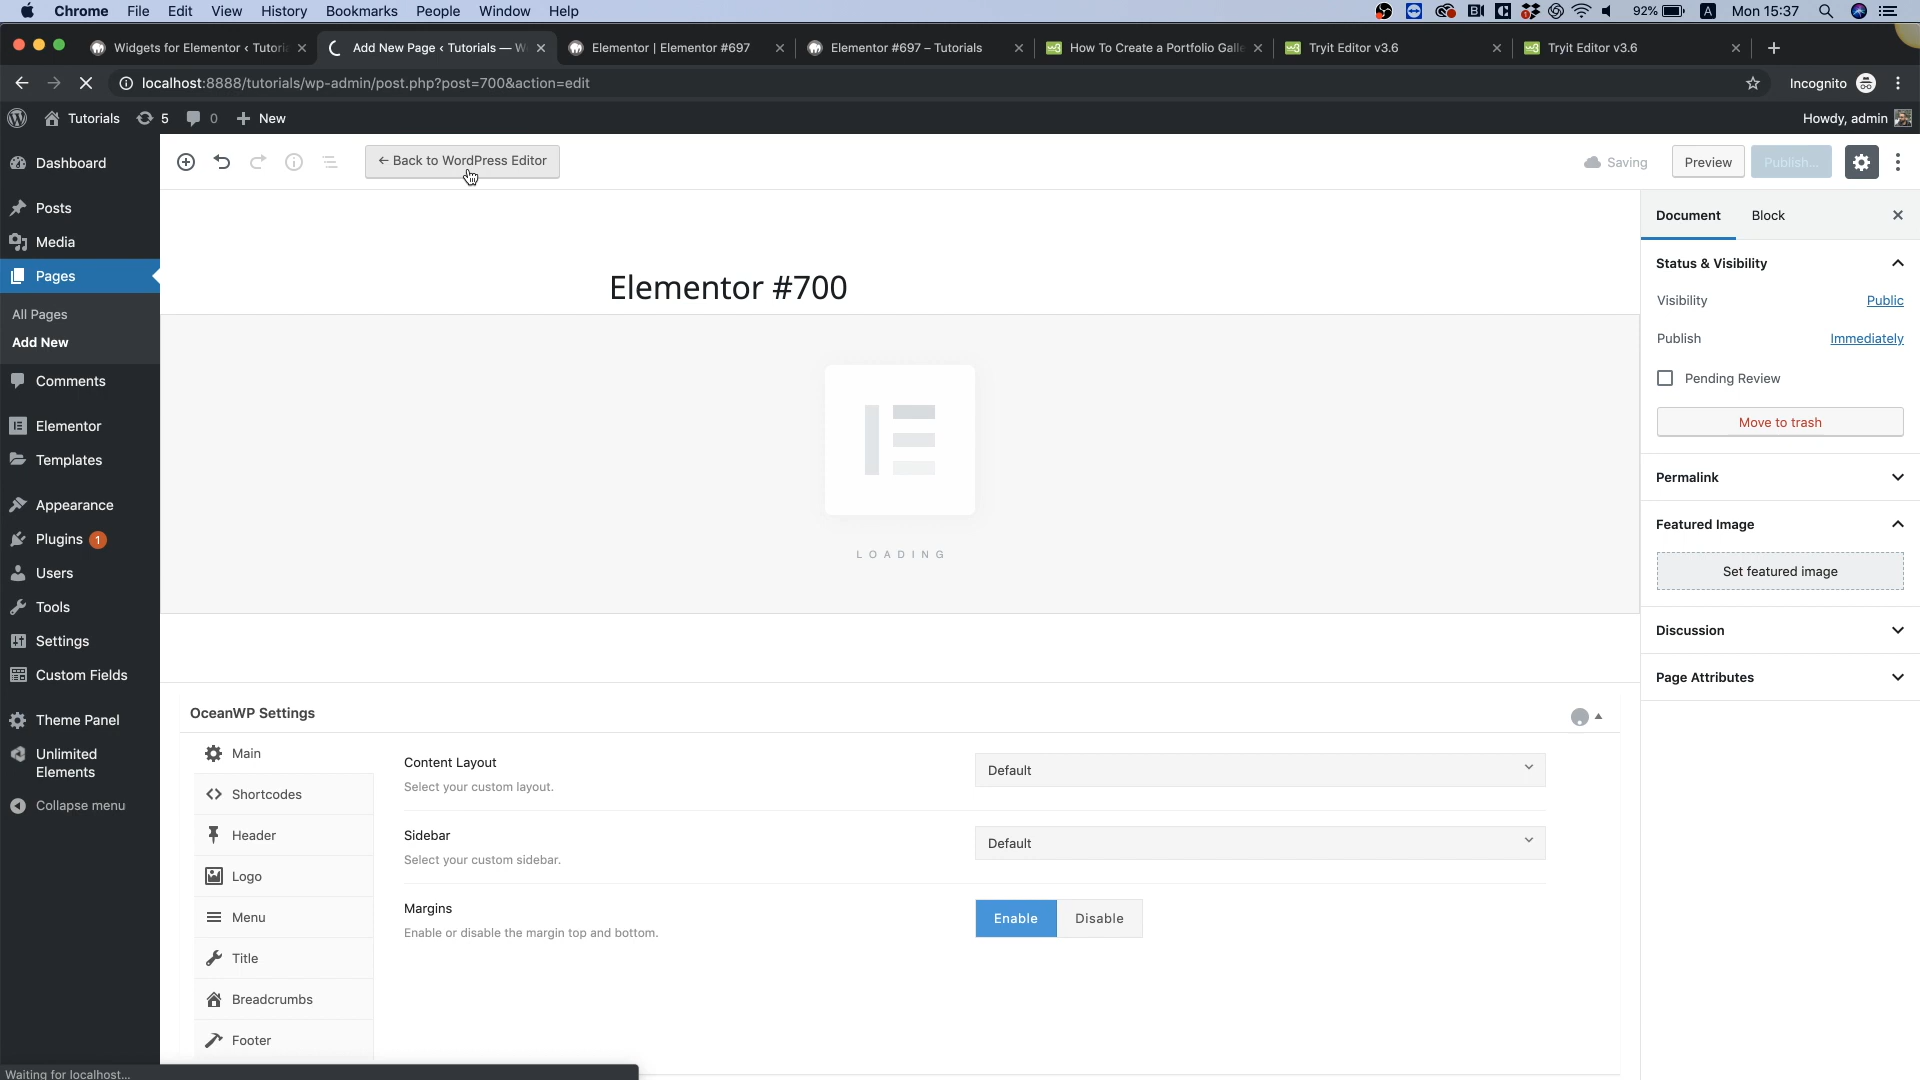 Chrome File Edit View History Bookmarks People Window Help 92% A Mon 15:37
Widgets for Elementor ‹ Tutori
Add New Page ‹ Tutorials — W
Elementor | Elementor #697
Elementor #697 – Tutorials
How To Create a Portfolio Galle
Tryit Editor v3.6
Tryit Editor v3.6
localhost:8888/tutorials/wp-admin/post.php?post=700&action=edit
Incognito
Tutorials 5 0 New
Howdy, admin
Dashboard
Posts
Media
Pages
All Pages
Add New
Comments
Elementor
Templates
Appearance
Plugins 1
Users
Tools
Settings
Custom Fields
Theme Panel
Unlimited
Elements
Collapse menu
← Back to WordPress Editor
Saving
Preview
Publish...
Elementor #700
LOADING
OceanWP Settings
Main
Shortcodes
Header
Logo
Menu
Title
Breadcrumbs
Footer
Content Layout
Select your custom layout.
Default
Sidebar
Select your custom sidebar.
Default
Margins
Enable or disable the margin top and bottom.
Enable
Disable
Document
Block
Status & Visibility
Visibility
Public
Publish
Immediately
Pending Review
Move to trash
Permalink
Featured Image
Set featured image
Discussion
Page Attributes
Waiting for localhost...